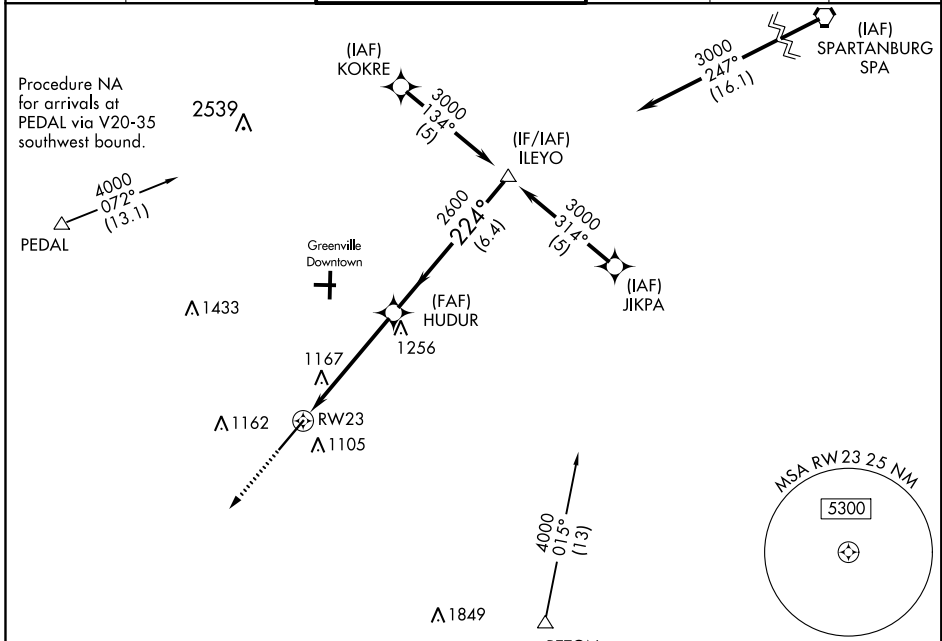 (IAF)
KOKRE
3000
134°
(5)
(IAF)
SPARTANBURG
SPA
3000
247°
(16.1)
Procedure NA
for arrivals at
PEDAL via V20-35
southwest bound.
2539
(IF/IAF)
ILEYO
4000
072°
(13.1)
PEDAL
2600
224°
(6.4)
3000
314°
(5)
(IAF)
JIKPA
Greenville
Downtown
1433
(FAF)
HUDUR
1256
1167
1162
RW23
1105
MSA RW23 25 NM
5300
4000
015°
(13)
1849